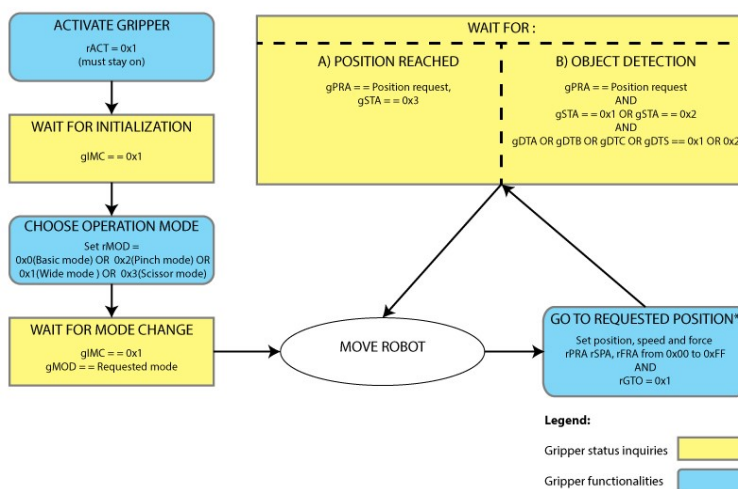 ACTIVATE GRIPPER
rACT = 0x1
(must stay on)
WAIT FOR INITIALIZATION
gIMC == 0x1
CHOOSE OPERATION MODE
Set rMOD =
0x0(Basic mode) OR 0x2(Pinch mode) OR
0x1(Wide mode ) OR 0x3(Scissor mode)
WAIT FOR MODE CHANGE
gIMC == 0x1
gMOD == Requested mode
MOVE ROBOT
WAIT FOR :
A) POSITION REACHED
gPRA == Position request,
gSTA == 0x3
B) OBJECT DETECTION
gPRA == Position request
AND
gSTA == 0x1 OR gSTA == 0x2
AND
gDTA OR gDTB OR gDTC OR gDTS == 0x1 OR 0x2
GO TO REQUESTED POSITION*
Set position, speed and force
rPRA rSPA, rFRA from 0x00 to 0xFF
AND
rGTO = 0x1
Legend:
Gripper status inquiries
Gripper functionalities